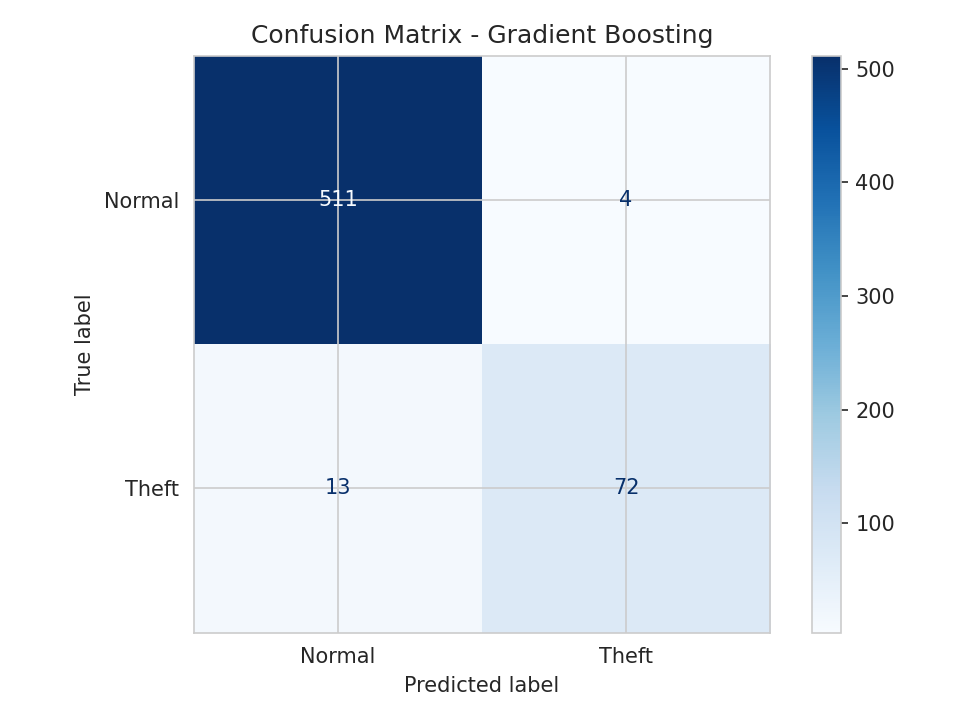 Confusion Matrix - Gradient Boosting
500
400
300
200
100
True label
Normal
511
4
Theft
13
72
Normal
Theft
Predicted label